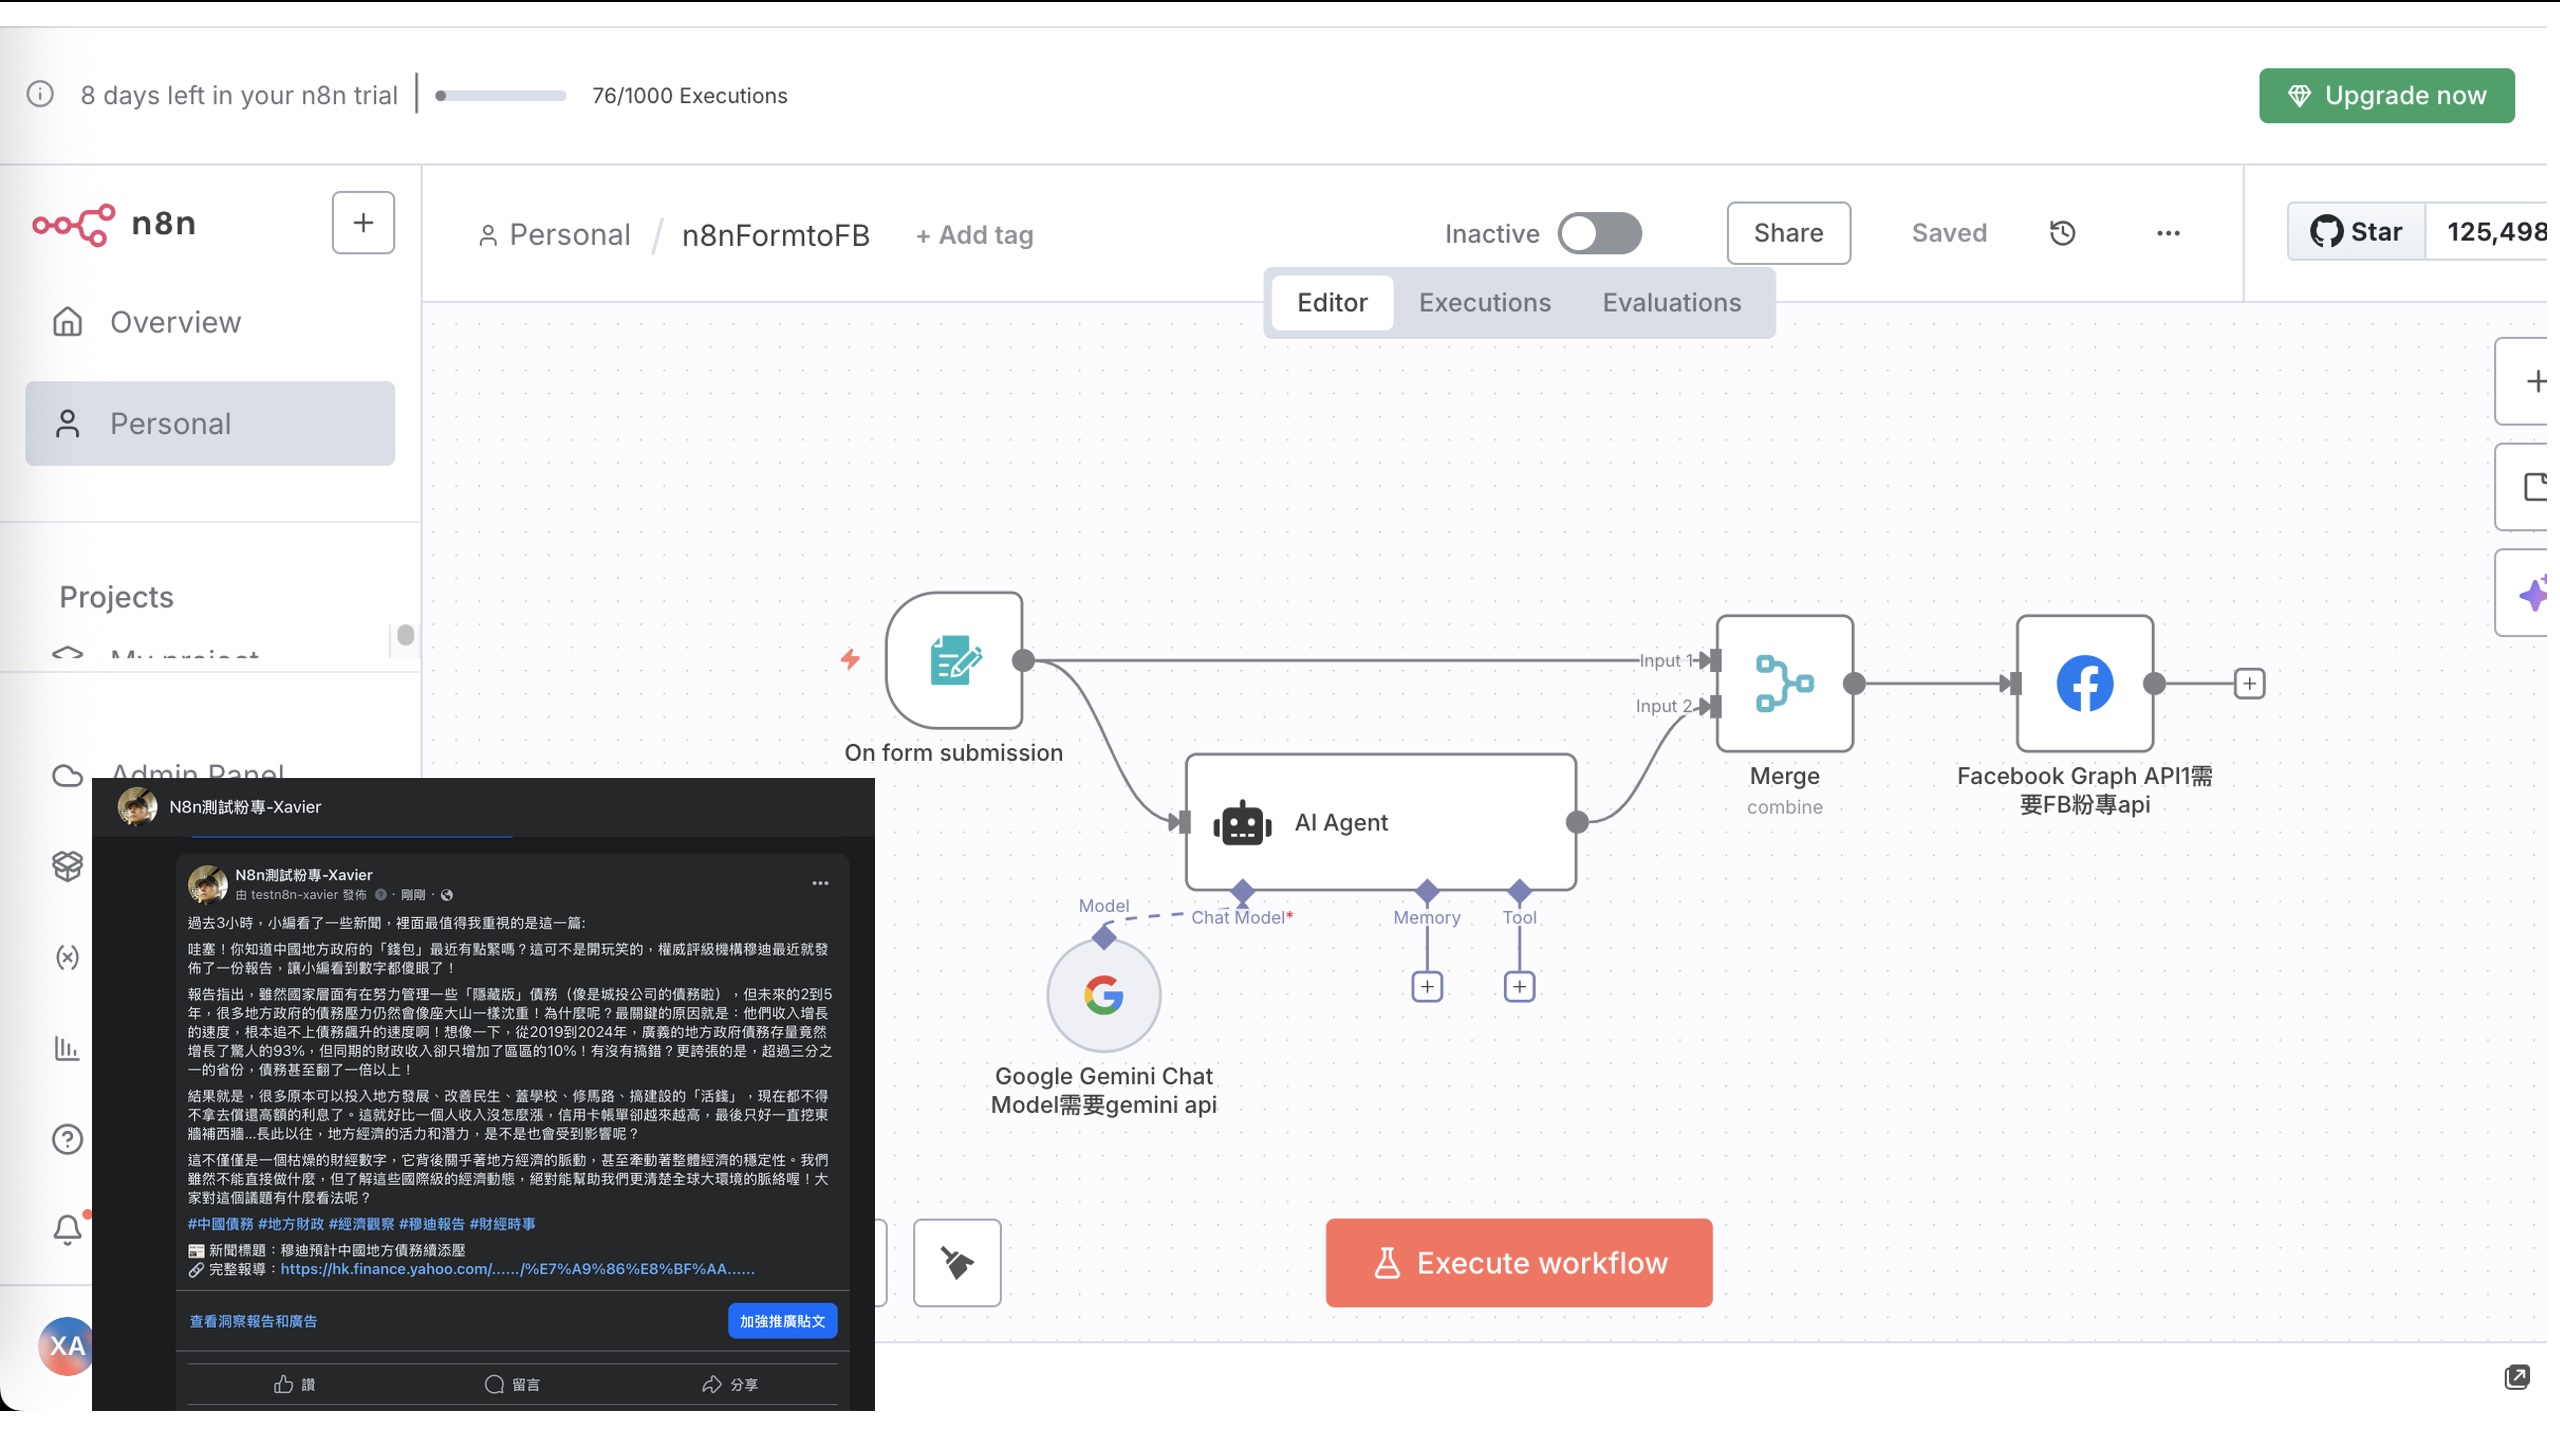 8 days left in your n8n trial
76/1000 Executions
Upgrade now
n8n
Personal / n8nFormtoFB
+ Add tag
Inactive
Share
Saved
Star
125,498
Editor
Executions
Evaluations
Overview
Personal
Projects
My project
Admin Panel
On form submission
Input 1
Input 2
Merge
combine
Facebook Graph API1需
要FB粉專api
AI Agent
Model
Chat Model*
Memory
Tool
Google Gemini Chat
Model需要gemini api
Execute workflow
XA
N8n測試粉專-Xavier
N8n測試粉專-Xavier
由 testn8n-xavier 發佈 · 剛剛 ·
過去3小時，小編看了一些新聞，裡面最值得我重視的是這一篇:
哇塞！你知道中國地方政府的「錢包」最近有點緊嗎？這可不是開玩笑的，權威評級機構穆迪最近就發
佈了一份報告，讓小編看到數字都傻眼了！
報告指出，雖然國家層面有在努力管理一些「隱藏版」債務（像是城投公司的債務啦），但未來的2到5
年，很多地方政府的債務壓力仍然會像座大山一樣沈重！為什麼呢？最關鍵的原因就是：他們收入增長
的速度，根本追不上債務飆升的速度啊！想像一下，從2019到2024年，廣義的地方政府債務存量竟然
增長了驚人的93%，但同期的財政收入卻只增加了區區的10%！有沒有搞錯？更誇張的是，超過三分之
一的省份，債務甚至翻了一倍以上！
結果就是，很多原本可以投入地方發展、改善民生、蓋學校、修馬路、搞建設的「活錢」，現在都不得
不拿去償還高額的利息了。這就好比一個人收入沒怎麼漲，信用卡帳單卻越來越高，最後只好一直挖東
牆補西牆...長此以往，地方經濟的活力和潛力，是不是也會受到影響呢？
這不僅僅是一個枯燥的財經數字，它背後關乎著地方經濟的脈動，甚至牽動著整體經濟的穩定性。我們
雖然不能直接做什麼，但了解這些國際級的經濟動態，絕對能幫助我們更清楚全球大環境的脈絡喔！大
家對這個議題有什麼看法呢？
#中國債務 #地方財政 #經濟觀察 #穆迪報告 #財經時事
📰 新聞標題：穆迪預計中國地方債務續添壓
🔗 完整報導：https://hk.finance.yahoo.com/....../%E7%A9%86%E8%BF%AA......
查看洞察報告和廣告
加強推廣貼文
讚
留言
分享